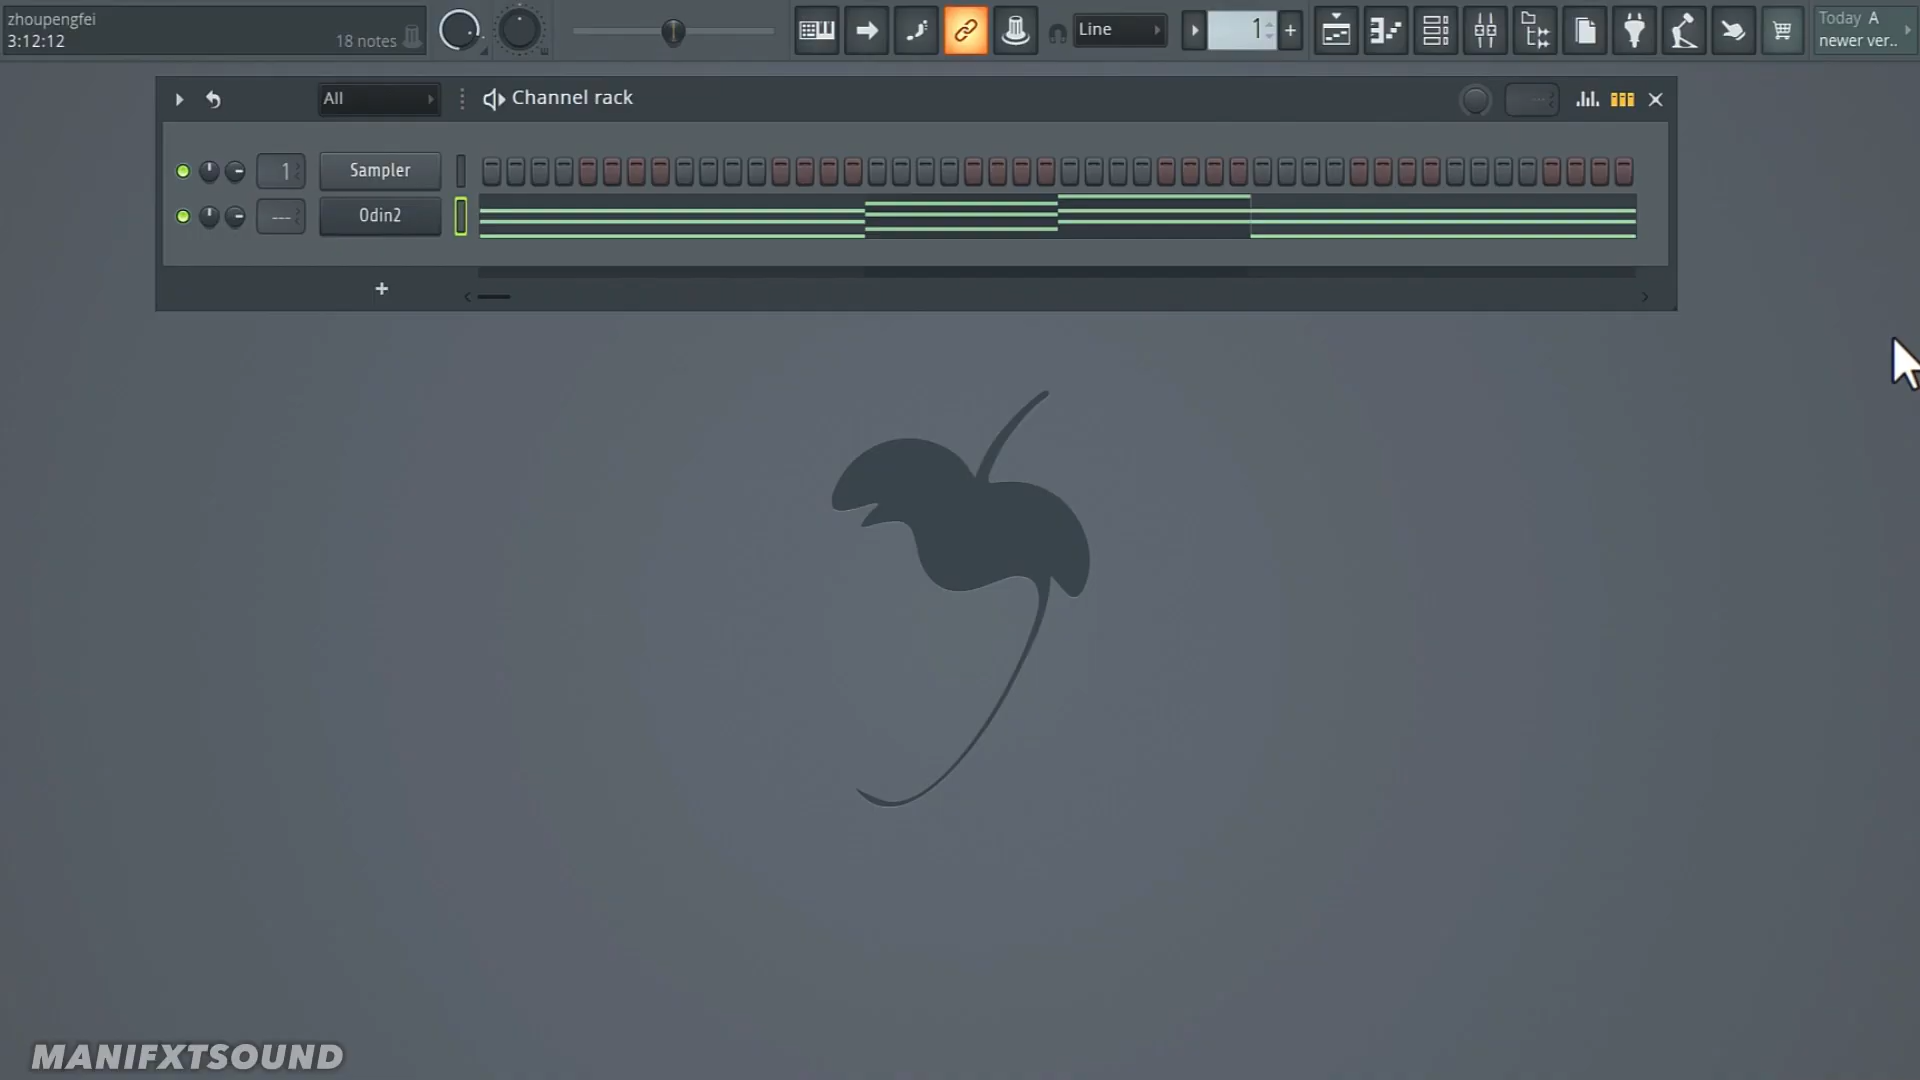 zhoupengfei
3:12:12
18 notes
Line
1
Today A
newer ver..
All
Channel rack
1
Sampler
---
Odin2
MANIFXTSOUND